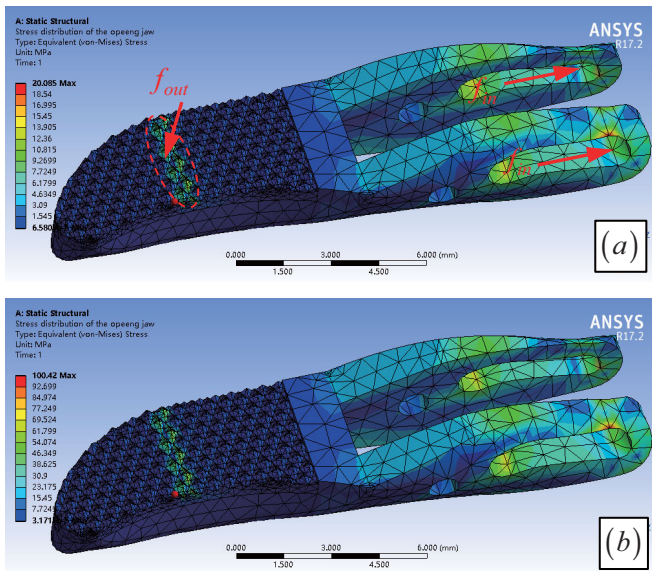 A: Static Structural
Stress distribution of the opeeng jaw
Type: Equivalent (von-Mises) Stress
Unit: MPa
Time: 1
ANSYS
R17.2
20.085 Max
18.54
16.995
15.45
13.905
12.36
10.815
9.2699
7.7249
6.1799
4.6349
3.09
1.545
f_out
f_in
f_in
0.000 3.000 6.000 (mm)
1.500 4.500
(a)
A: Static Structural
Stress distribution of the opeeng jaw
Type: Equivalent (von-Mises) Stress
Unit: MPa
Time: 1
ANSYS
R17.2
100.42 Max
92.699
84.974
77.249
69.524
61.799
54.074
46.349
38.625
30.9
23.175
15.45
0.000 3.000 6.000 (mm)
1.500 4.500
(b)